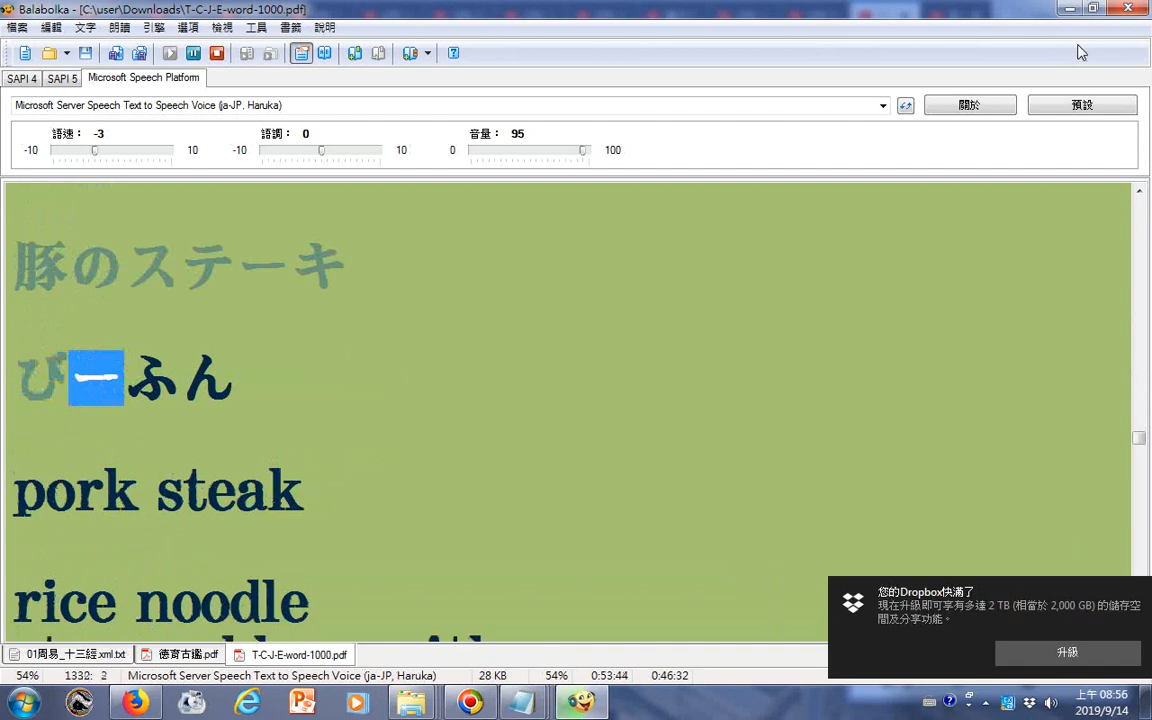 Balabolka - [C:\user\Downloads\T-C-J-E-word-1000.pdf]
檔案 編輯 文字 朗讀 引擎 選項 檢視 工具 書籤 說明
SAPI 4 SAPI 5 Microsoft Speech Platform
Microsoft Server Speech Text to Speech Voice (ja-JP, Haruka) 關於 預設
語速： -3 語調： 0 音量： 95
-10 10 -10 10 0 100
豚のステーキ
びーふん
pork steak
rice noodle
您的Dropbox快滿了
現在升級即可享有多達 2 TB (相當於 2,000 GB) 的儲存空
間及分享功能。
升級
01周易_十三經.xml.txt 德育古鑑.pdf T-C-J-E-word-1000.pdf
54% 1332: 2 Microsoft Server Speech Text to Speech Voice (ja-JP, Haruka) 28 KB 54% 0:53:44 0:46:32
上午 08:56
2019/9/14